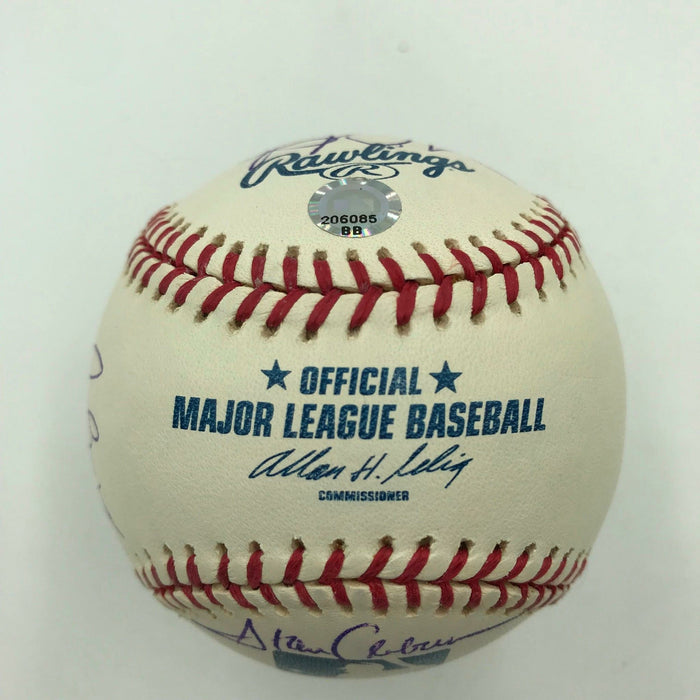 Rawlings
R
206085
BB
★ OFFICIAL ★
MAJOR LEAGUE BASEBALL
Allan H. Selig
COMMISSIONER